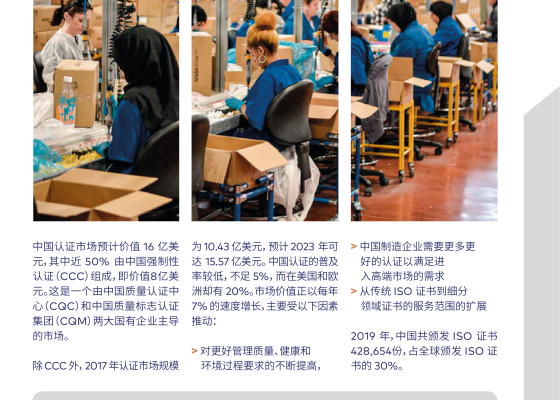 中国认证市场预计价值 16 亿美
元，其中近 50% 由中国强制性
认证（CCC）组成，即价值8亿美
元。这是一个由中国质量认证中
心（CQC）和中国质量标志认证
集团（CQM）两大国有企业主导
的市场。
除 CCC 外，2017 年认证市场规模
为 10.43 亿美元，预计 2023 年可
达 15.57亿美元。中国认证的普及
率较低，不足 5%，而在美国和欧
洲却有 20%。市场价值正以每年
7% 的速度增长，主要受以下因素
推动：
> 对更好管理质量、健康和
环境过程要求的不断提高，
> 中国制造企业需要更多更
好的认证以满足进
入高端市场的需求
> 从传统 ISO 证书到细分
领域证书的服务范围的扩展
2019 年，中国共颁发 ISO 证书
428,654份，占全球颁发 ISO 证
书的 30%。